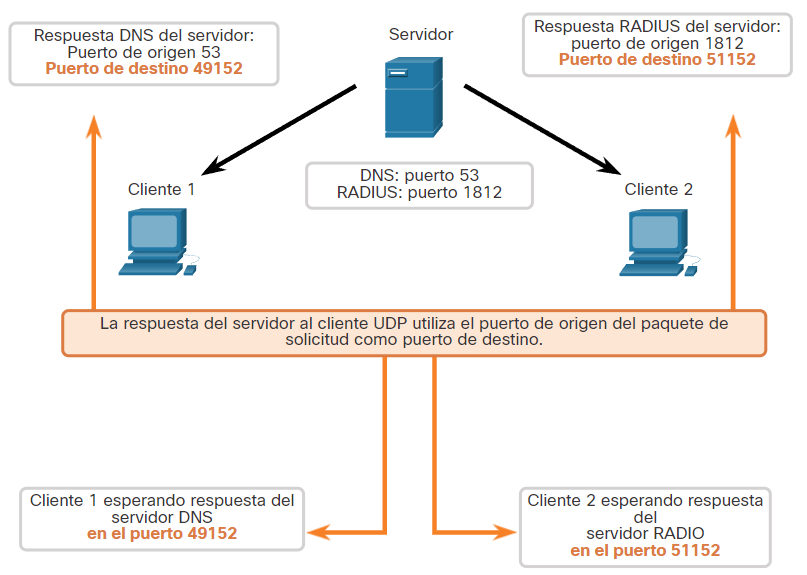 Respuesta DNS del servidor:
Puerto de origen 53
Puerto de destino 49152
Servidor
Respuesta RADIUS del servidor:
puerto de origen 1812
Puerto de destino 51152
DNS: puerto 53
RADIUS: puerto 1812
Cliente 1
Cliente 2
La respuesta del servidor al cliente UDP utiliza el puerto de origen del paquete de
solicitud como puerto de destino.
Cliente 1 esperando respuesta del
servidor DNS
en el puerto 49152
Cliente 2 esperando respuesta
del
servidor RADIO
en el puerto 51152